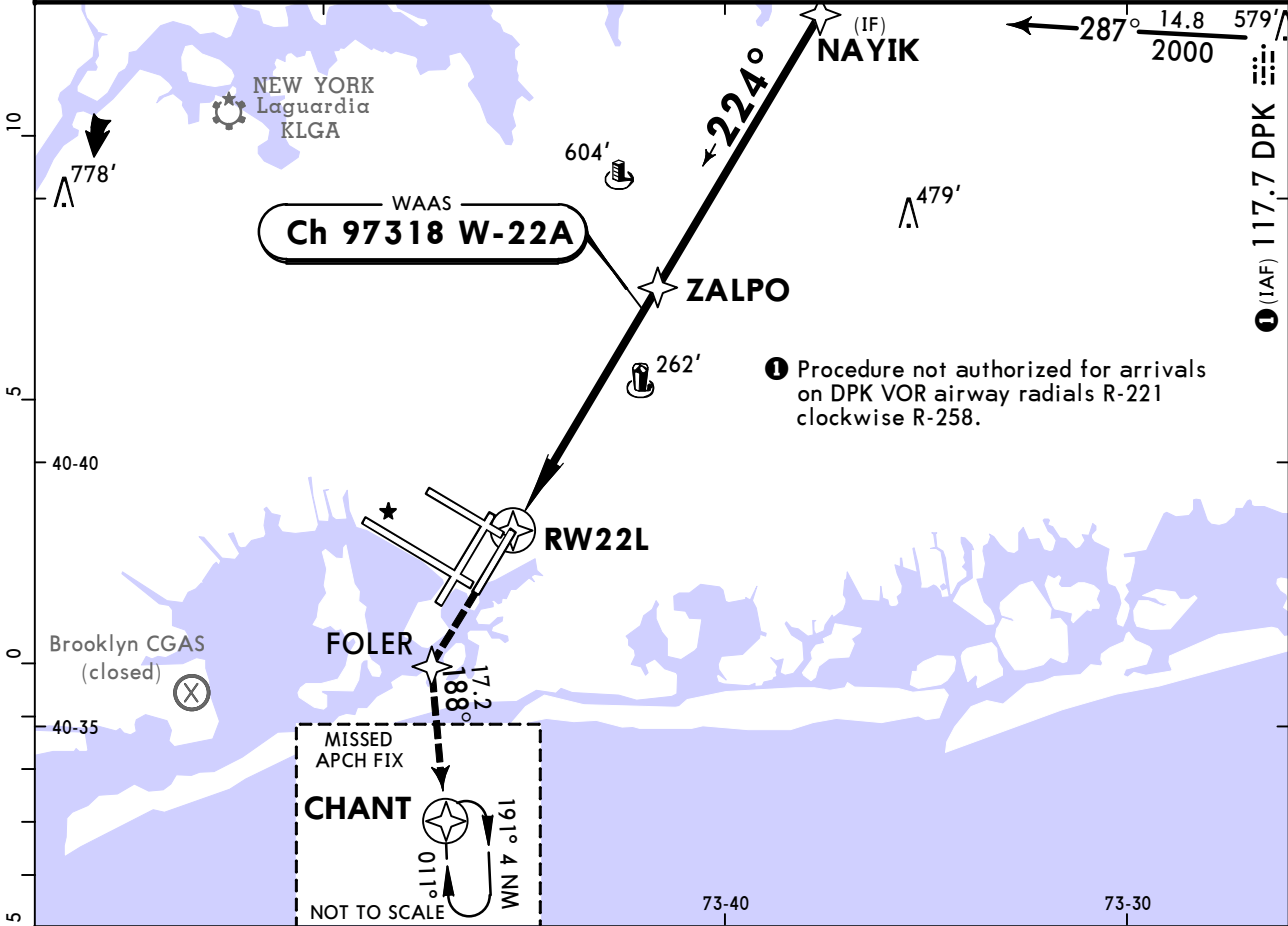 (IF)
NAYIK
287° 14.8
2000
579'
NEW YORK
Laguardia
KLGA
224°
10
778'
604'
479'
117.7 DPK
1 (IAF)
WAAS
Ch 97318 W-22A
ZALPO
262'
1 Procedure not authorized for arrivals
on DPK VOR airway radials R-221
clockwise R-258.
5
40-40
RW22L
Brooklyn CGAS
(closed)
X
FOLER
0
17.2
188°
40-35
MISSED
APCH FIX
CHANT
191° 4 NM
011°
NOT TO SCALE
5
73-40
73-30